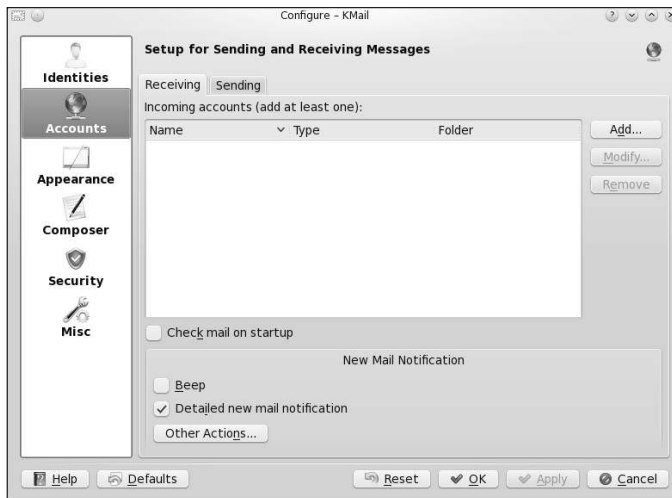 Configure – KMail
Identities
Accounts
Appearance
Composer
Security
Misc
Setup for Sending and Receiving Messages
Receiving Sending
Incoming accounts (add at least one):
Name Type Folder
Add...
Modify...
Remove
Check mail on startup
New Mail Notification
Beep
Detailed new mail notification
Other Actions...
Help Defaults Reset OK Apply Cancel